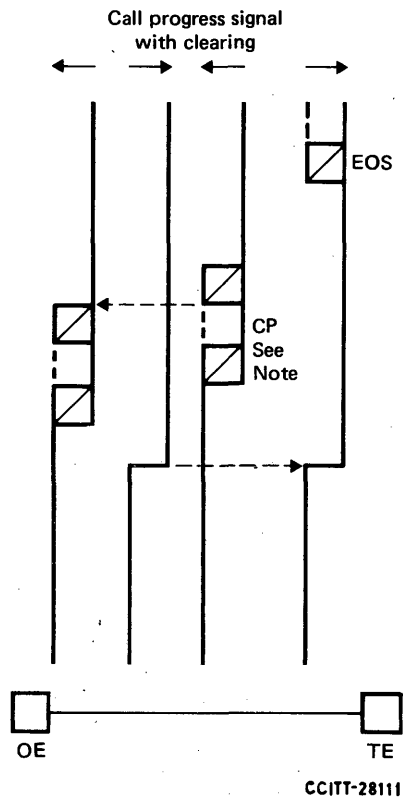 Call progress signal
with clearing
EOS
CP
See
Note
OE
TE
CCITT-28111